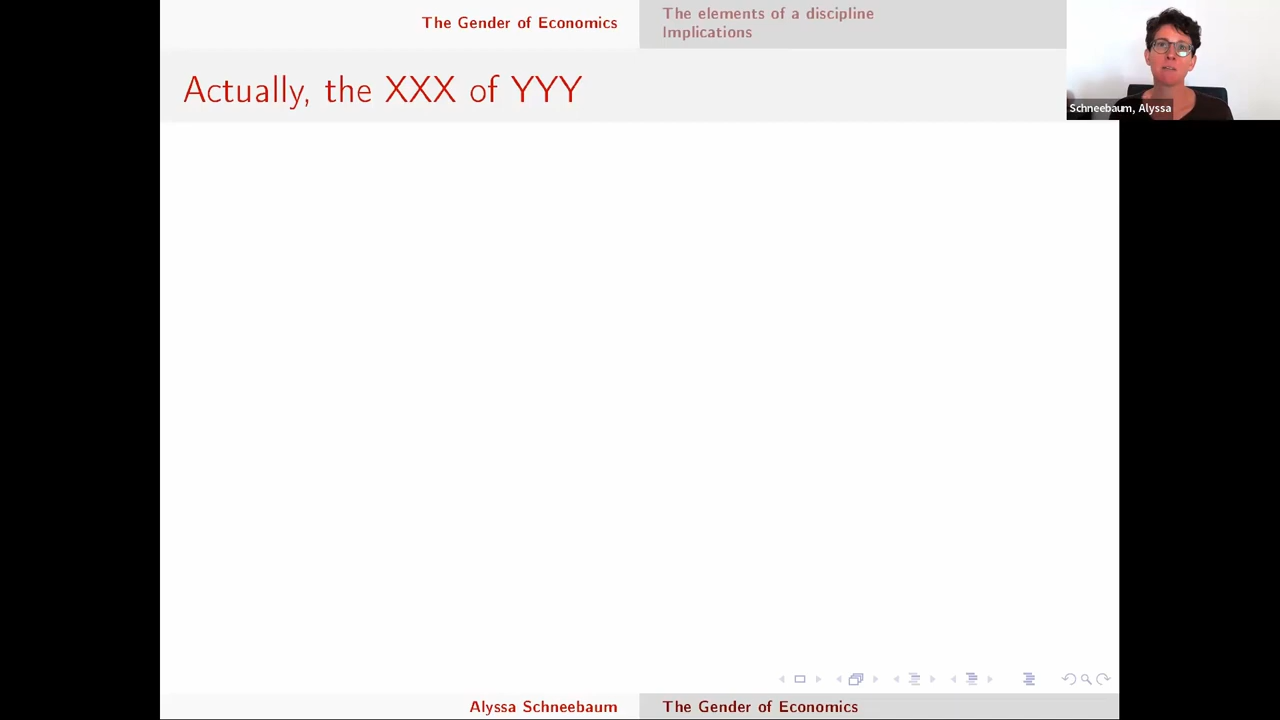 The Gender of Economics
The elements of a discipline
Implications
Actually, the XXX of YYY
Schneebaum, Alyssa
Alyssa Schneebaum
The Gender of Economics